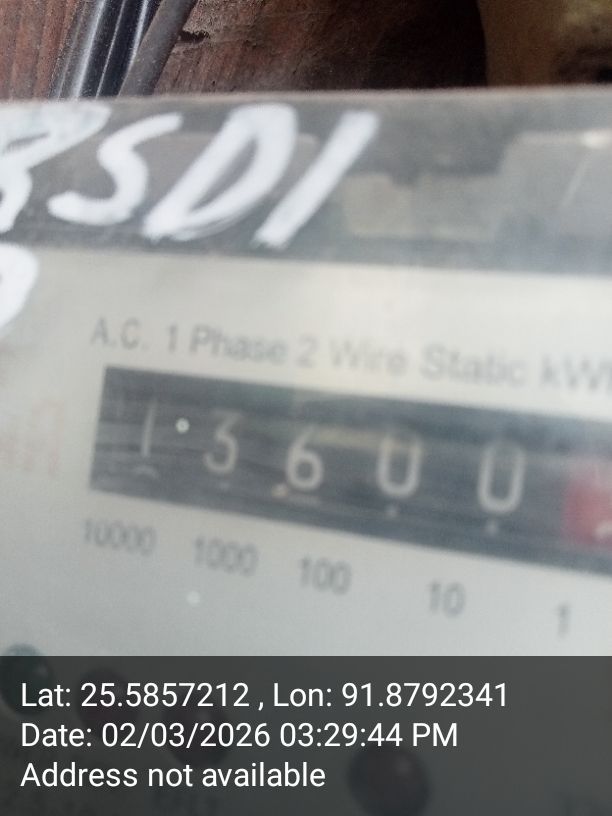 SDI
A.C. 1 Phase 2 Wire Static
1 3 6 0 0
10000 1000 100 10 1
Lat: 25.5857212 , Lon: 91.8792341
Date: 02/03/2026 03:29:44 PM
Address not available